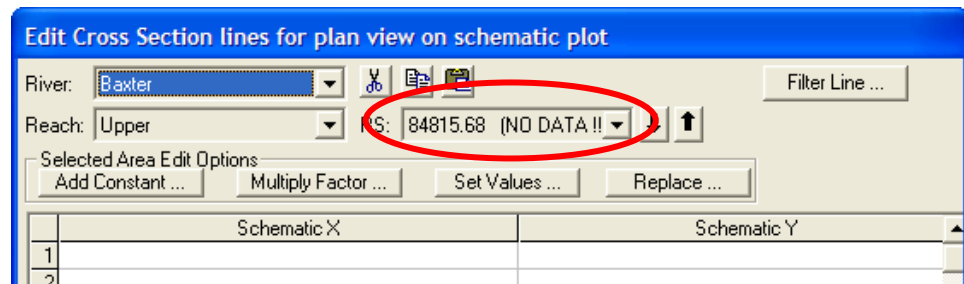 Edit Cross Section lines for plan view on schematic plot
River: Baxter Filter Line ...
Reach: Upper RS: 84815.68 (NO DATA !!
Selected Area Edit Options
Add Constant ... Multiply Factor ... Set Values ... Replace ...
Schematic X Schematic Y
1
2